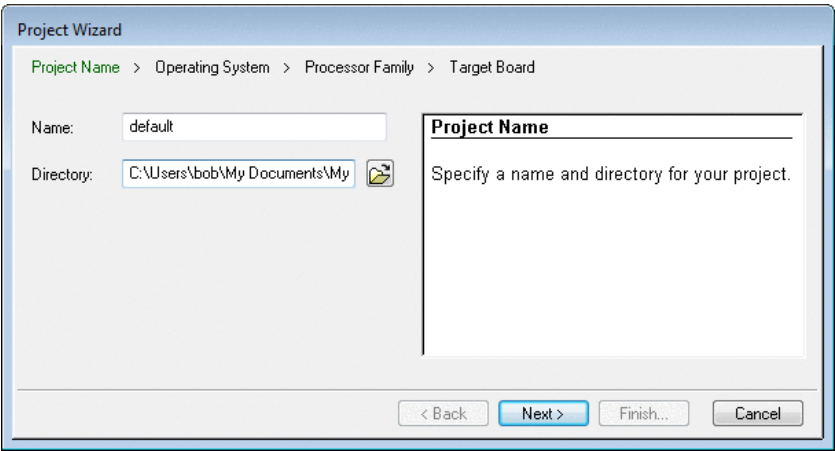 Project Wizard
Project Name > Operating System > Processor Family > Target Board
Name: default
Directory: C:\Users\bob\My Documents\My
Project Name
Specify a name and directory for your project.
< Back Next > Finish... Cancel